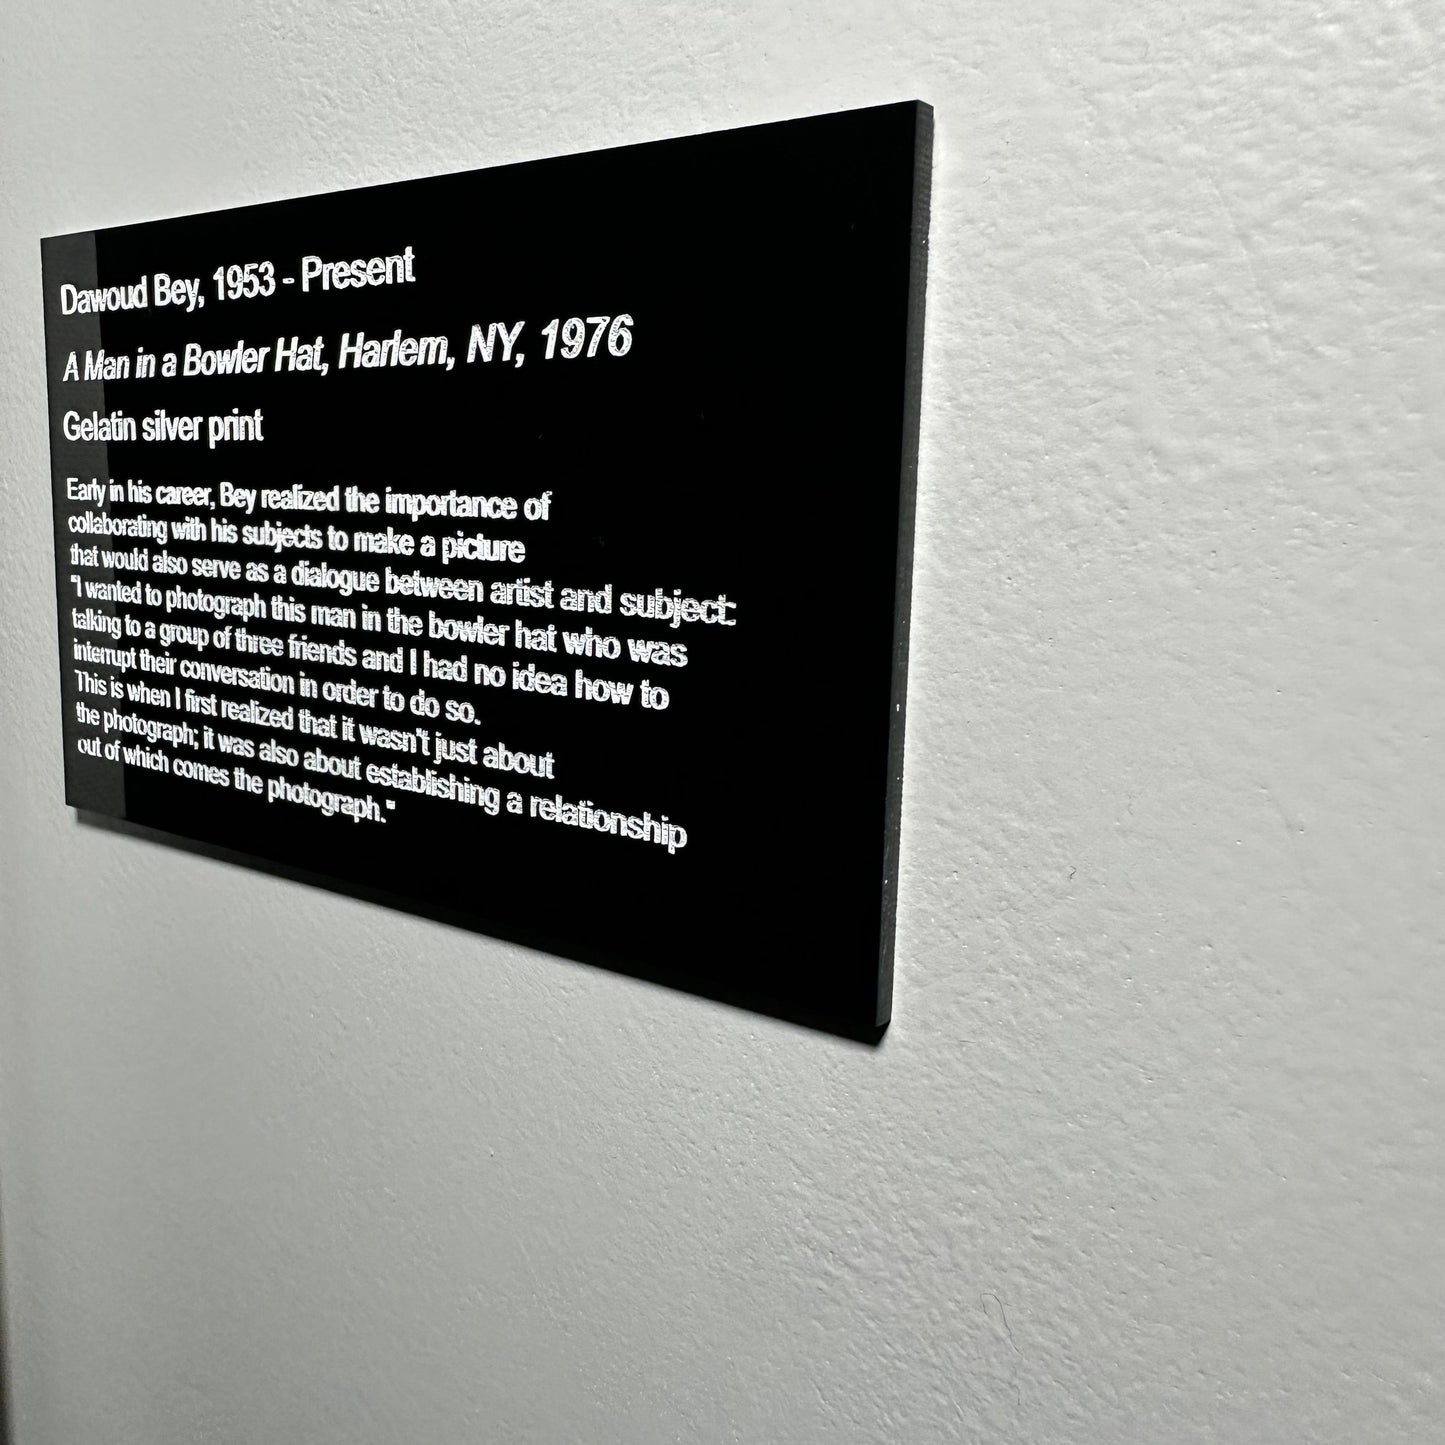 Dawoud Bey, 1953 - Present
A Man in a Bowler Hat, Harlem, NY, 1976
Gelatin silver print
Early in his career, Bey realized the importance of
collaborating with his subjects to make a picture
that would also serve as a dialogue between artist and subject:
"I wanted to photograph this man in the bowler hat who was
talking to a group of three friends and I had no idea how to
interrupt their conversation in order to do so.
This is when I first realized that it wasn't just about
the photograph; it was also about establishing a relationship
out of which comes the photograph."